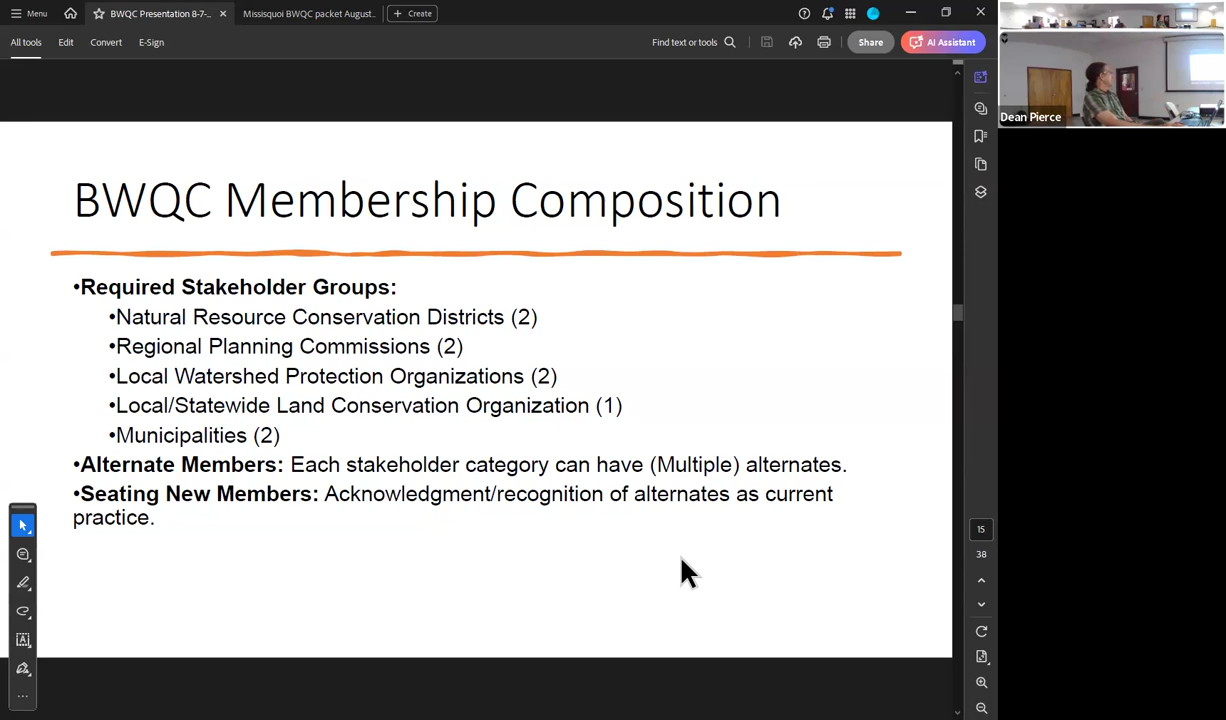 Menu
BWQC Presentation 8-7-...
Missisquoi BWQC packet August...
Create
All tools
Edit
Convert
E-Sign
Find text or tools
Share
AI Assistant
Dean Pierce
BWQC Membership Composition
•Required Stakeholder Groups:
•Natural Resource Conservation Districts (2)
•Regional Planning Commissions (2)
•Local Watershed Protection Organizations (2)
•Local/Statewide Land Conservation Organization (1)
•Municipalities (2)
•Alternate Members: Each stakeholder category can have (Multiple) alternates.
•Seating New Members: Acknowledgment/recognition of alternates as current
practice.
15
38